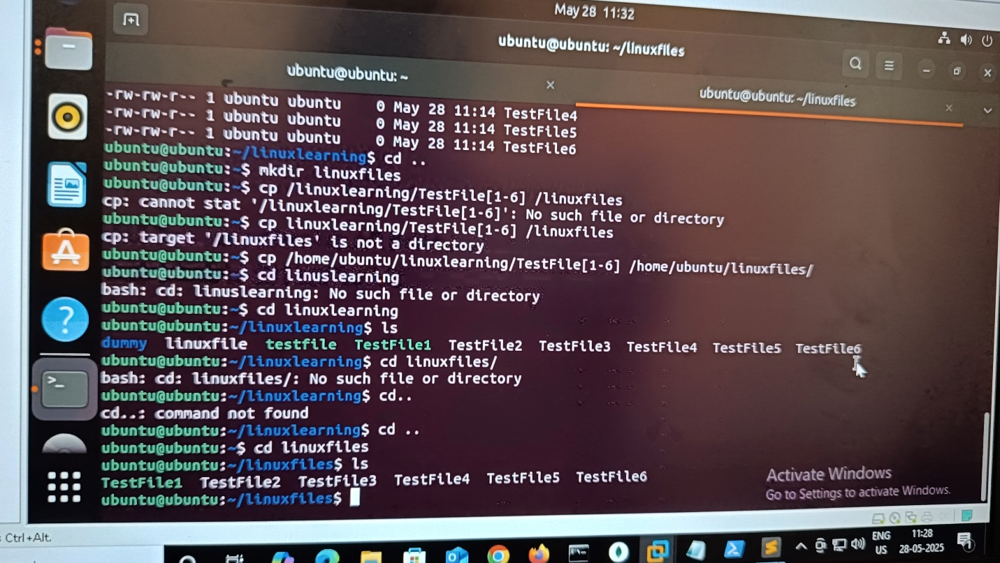 May 28 11:32
ubuntu@ubuntu: ~/linuxfiles
ubuntu@ubuntu: ~
ubuntu@ubuntu: ~/linuxfiles
-rw-rw-r-- 1 ubuntu ubuntu 0 May 28 11:14 TestFile4
-rw-rw-r-- 1 ubuntu ubuntu 0 May 28 11:14 TestFile5
-rw-rw-r-- 1 ubuntu ubuntu 0 May 28 11:14 TestFile6
ubuntu@ubuntu:~/linuxlearning$ cd ..
ubuntu@ubuntu:~$ mkdir linuxfiles
ubuntu@ubuntu:~$ cp /linuxlearning/TestFile[1-6] /linuxfiles
cp: cannot stat '/linuxlearning/TestFile[1-6]': No such file or directory
ubuntu@ubuntu:~$ cp linuxlearning/TestFile[1-6] /linuxfiles
cp: target '/linuxfiles' is not a directory
ubuntu@ubuntu:~$ cp /home/ubuntu/linuxlearning/TestFile[1-6] /home/ubuntu/linuxfiles/
ubuntu@ubuntu:~$ cd linuslearning
bash: cd: linuslearning: No such file or directory
ubuntu@ubuntu:~$ cd linuxlearning
ubuntu@ubuntu:~/linuxlearning$ ls
dummy linuxfile testfile TestFile1 TestFile2 TestFile3 TestFile4 TestFile5 TestFile6
ubuntu@ubuntu:~/linuxlearning$ cd linuxfiles/
bash: cd: linuxfiles/: No such file or directory
ubuntu@ubuntu:~/linuxlearning$ cd..
cd..: command not found
ubuntu@ubuntu:~/linuxlearning$ cd ..
ubuntu@ubuntu:~$ cd linuxfiles
ubuntu@ubuntu:~/linuxfiles$ ls
TestFile1 TestFile2 TestFile3 TestFile4 TestFile5 TestFile6
ubuntu@ubuntu:~/linuxfiles$
Activate Windows
Go to Settings to activate Windows.
Ctrl+Alt.
ENG
US
11:28
28-05-2025
1